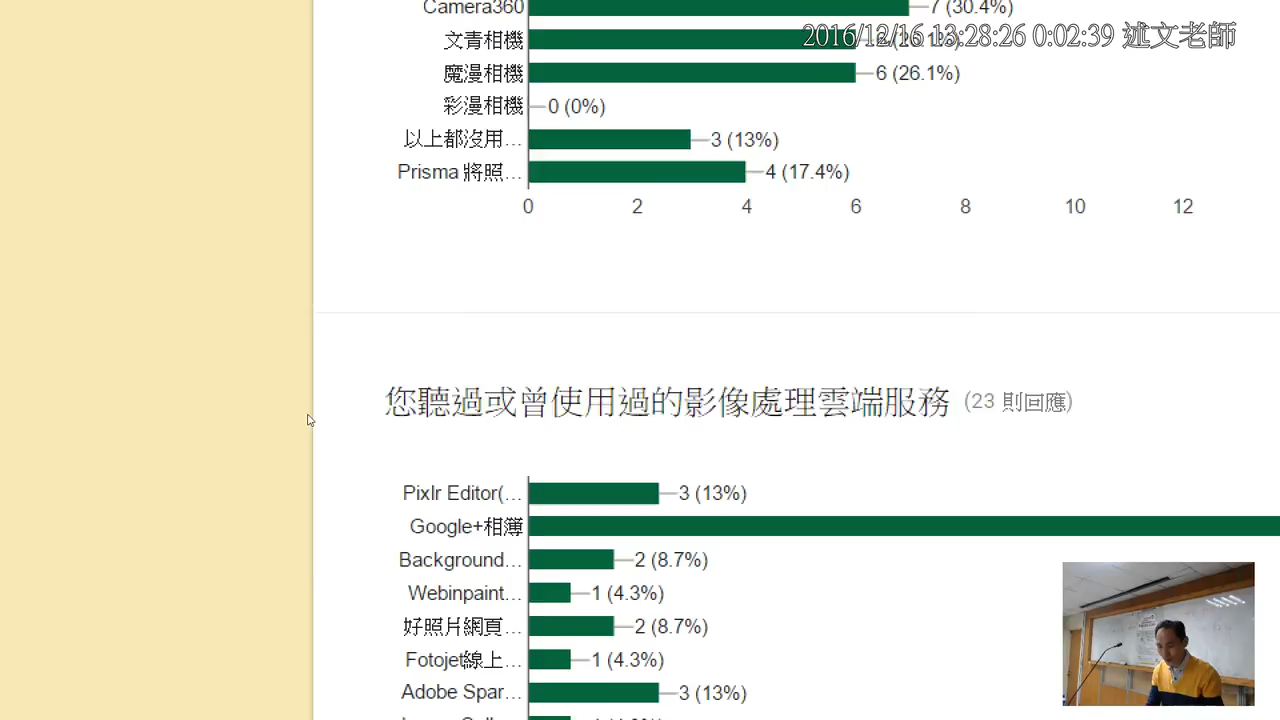 Camera360 7 (30.4%)
2016/12/16 13:28:26 0:02:39 述文老師
文青相機
魔漫相機 6 (26.1%)
彩漫相機 0 (0%)
以上都沒用… 3 (13%)
Prisma 將照… 4 (17.4%)
0 2 4 6 8 10 12
您聽過或曾使用過的影像處理雲端服務 (23 則回應)
Pixlr Editor(… 3 (13%)
Google+相簿
Background… 2 (8.7%)
Webinpaint… 1 (4.3%)
好照片網頁… 2 (8.7%)
Fotojet線上… 1 (4.3%)
Adobe Spar… 3 (13%)